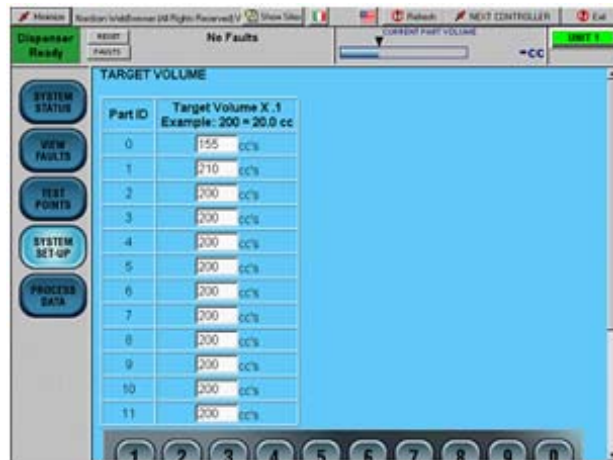 Show Sites
Refresh
NEXT CONTROLLER
Exit
Dispenser
Ready
RESET
FAULTS
No Faults
CURRENT PART VOLUME
-cc
UNIT 1
TARGET VOLUME
SYSTEM
STATUS
VIEW
FAULTS
TEST
POINTS
SYSTEM
SET-UP
PROCESS
DATA
Part ID
Target Volume X .1
Example: 200 = 20.0 cc
0 155 cc's
1 210 cc's
2 200 cc's
3 200 cc's
4 200 cc's
5 200 cc's
6 200 cc's
7 200 cc's
8 200 cc's
9 200 cc's
10 200 cc's
11 200 cc's
1 2 3 4 5 6 7 8 9 0